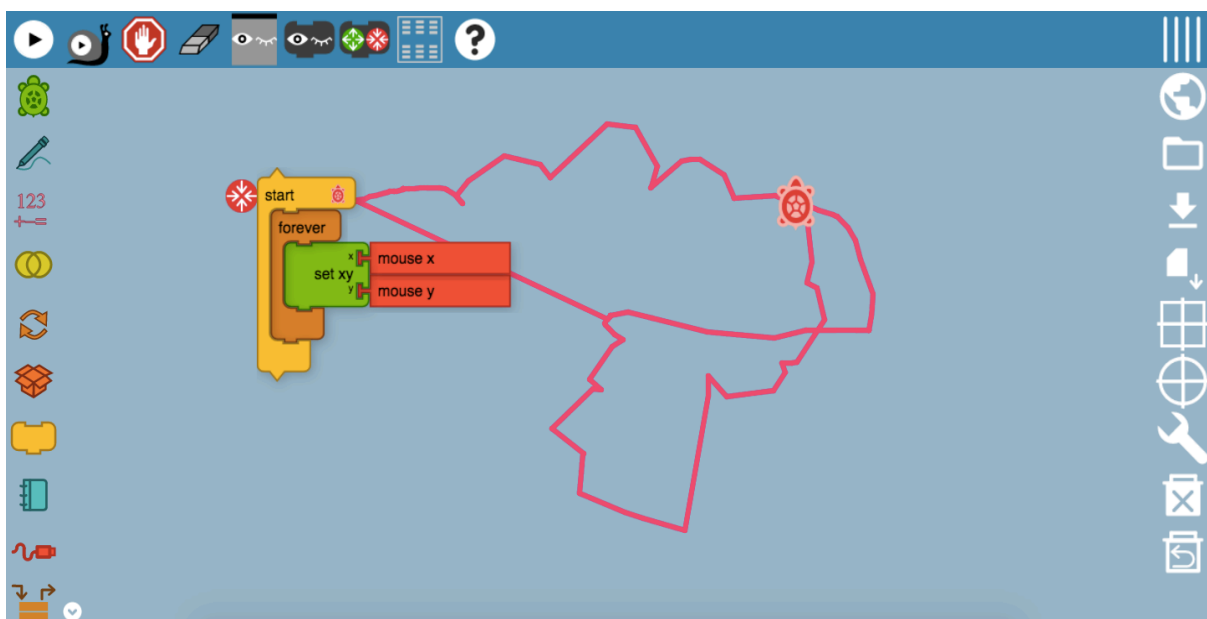 ?
123
+−=
start
forever
x
mouse x
set xy
y
mouse y